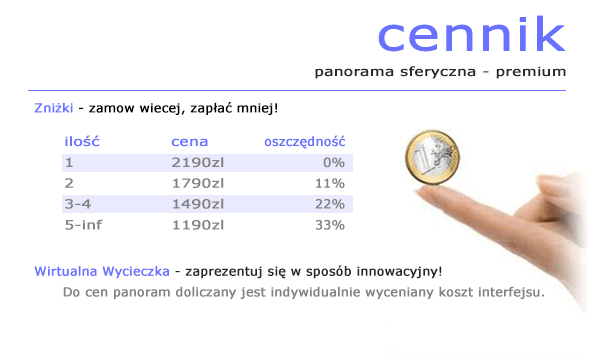 cennik
panorama sferyczna - premium
Zniżki - zamow wiecej, zapłać mniej!
ilość cena oszczędność
1 2190zl 0%
2 1790zl 11%
3-4 1490zl 22%
5-inf 1190zl 33%
Wirtualna Wycieczka - zaprezentuj się w sposób innowacyjny!
Do cen panoram doliczany jest indywidualnie wyceniany koszt interfejsu.